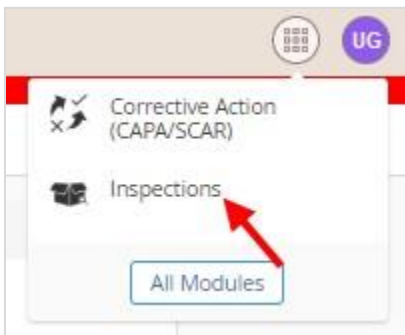 UG
Corrective Action
(CAPA/SCAR)
Inspections
All Modules